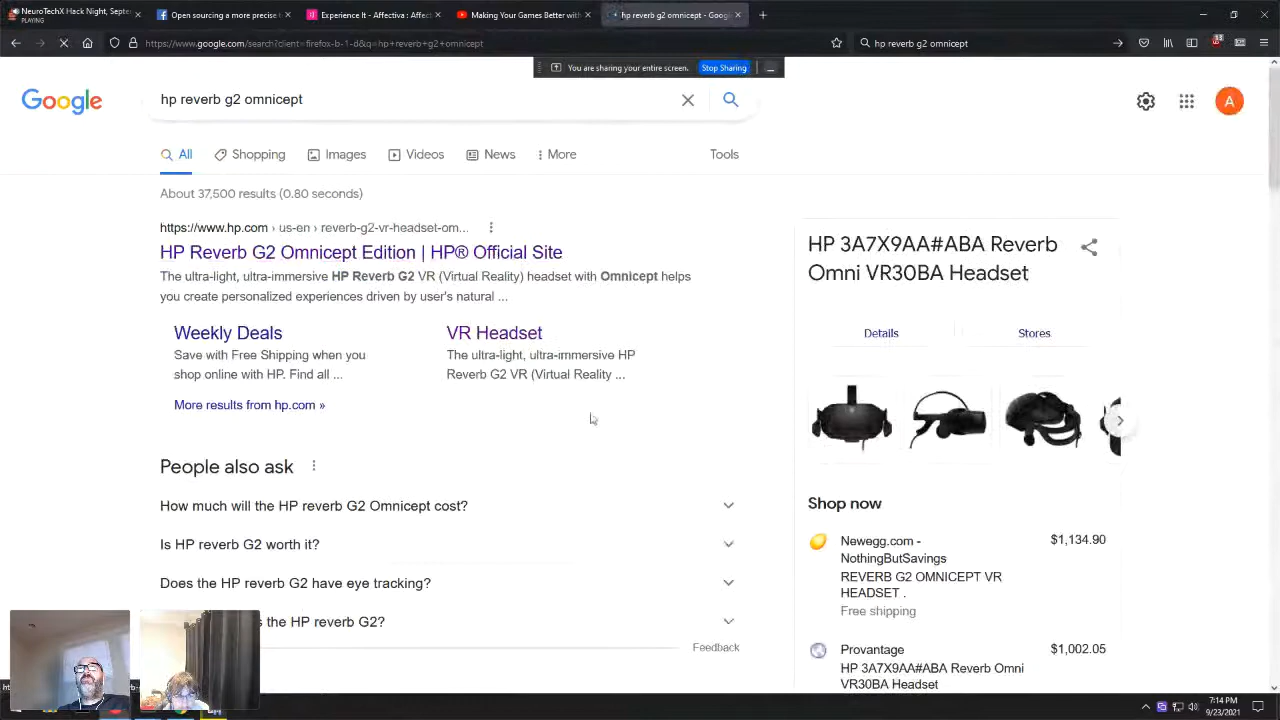 NeuroTechX Hack Night, Septem
PLAYING
Open sourcing a more precise t
Experience It - Affectiva : Affect
Making Your Games Better with
hp reverb g2 omnicept - Google
https://www.google.com/search?client=firefox-b-1-d&q=hp+reverb+g2+omnicept
hp reverb g2 omnicept
You are sharing your entire screen.
Stop Sharing
Google
hp reverb g2 omnicept
A
All
Shopping
Images
Videos
News
More
Tools
About 37,500 results (0.80 seconds)
https://www.hp.com › us-en › reverb-g2-vr-headset-om...
HP Reverb G2 Omnicept Edition | HP® Official Site
The ultra-light, ultra-immersive HP Reverb G2 VR (Virtual Reality) headset with Omnicept helps
you create personalized experiences driven by user's natural ...
Weekly Deals
Save with Free Shipping when you
shop online with HP. Find all ...
VR Headset
The ultra-light, ultra-immersive HP
Reverb G2 VR (Virtual Reality ...
More results from hp.com »
People also ask
How much will the HP reverb G2 Omnicept cost?
Is HP reverb G2 worth it?
Does the HP reverb G2 have eye tracking?
s the HP reverb G2?
Feedback
HP 3A7X9AA#ABA Reverb
Omni VR30BA Headset
Details
Stores
Shop now
Newegg.com -
NothingButSavings
$1,134.90
REVERB G2 OMNICEPT VR
HEADSET .
Free shipping
Provantage
$1,002.05
HP 3A7X9AA#ABA Reverb Omni
VR30BA Headset
7:14 PM
9/23/2021